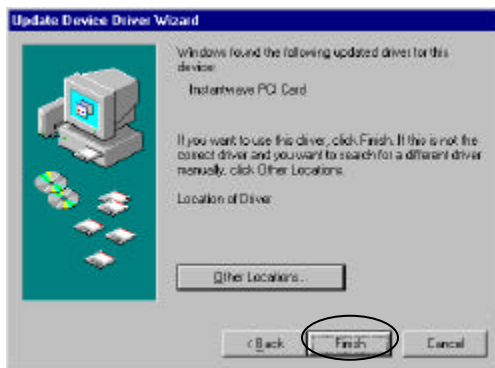 Update Device Driver Wizard
Windows found the following updated driver for this
device:
Instantwave PCI Card
If you want to use this driver, click Finish. If this is not the
correct driver and you want to search for a different driver
manually, click Other Locations.
Location of Driver
Other Locations...
< Back
Finish
Cancel